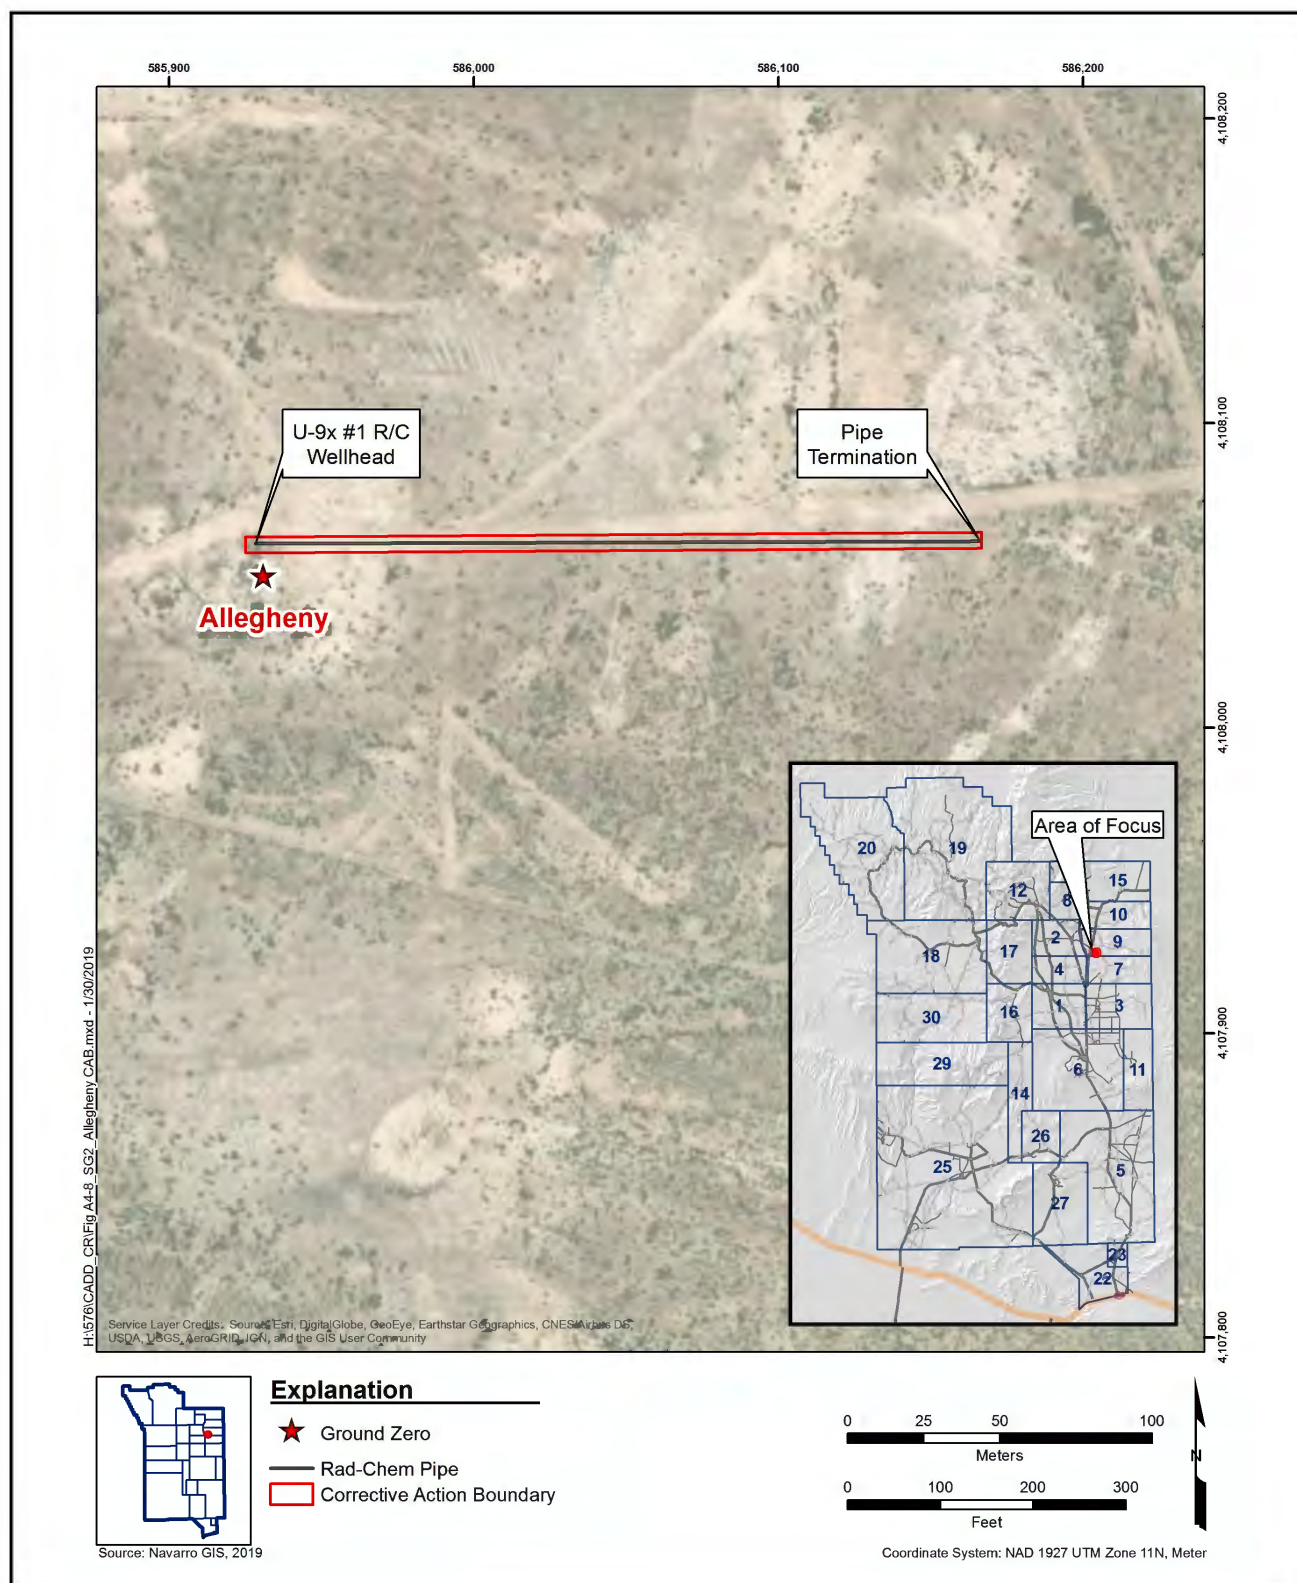 585,900
586,000
586,100
586,200
4,108,200
4,108,100
4,108,000
4,107,900
4,107,800
U-9x #1 R/C
Wellhead
Pipe
Termination
Allegheny
Area of Focus
20
19
15
12
8
10
2
9
17
18
4
7
30
16
1
3
29
6
11
14
26
25
5
27
23
22
H:\576\CADD_CR\Fig A4-8_SG2_Allegheny CAB.mxd - 1/30/2019
Service Layer Credits: Source: Esri, DigitalGlobe, GeoEye, Earthstar Geographics, CNES/Airbus DS,
USDA, USGS, AeroGRID, IGN, and the GIS User Community
Explanation
Ground Zero
Rad-Chem Pipe
Corrective Action Boundary
0 25 50 100
Meters
0 100 200 300
Feet
N
Source: Navarro GIS, 2019
Coordinate System: NAD 1927 UTM Zone 11N, Meter